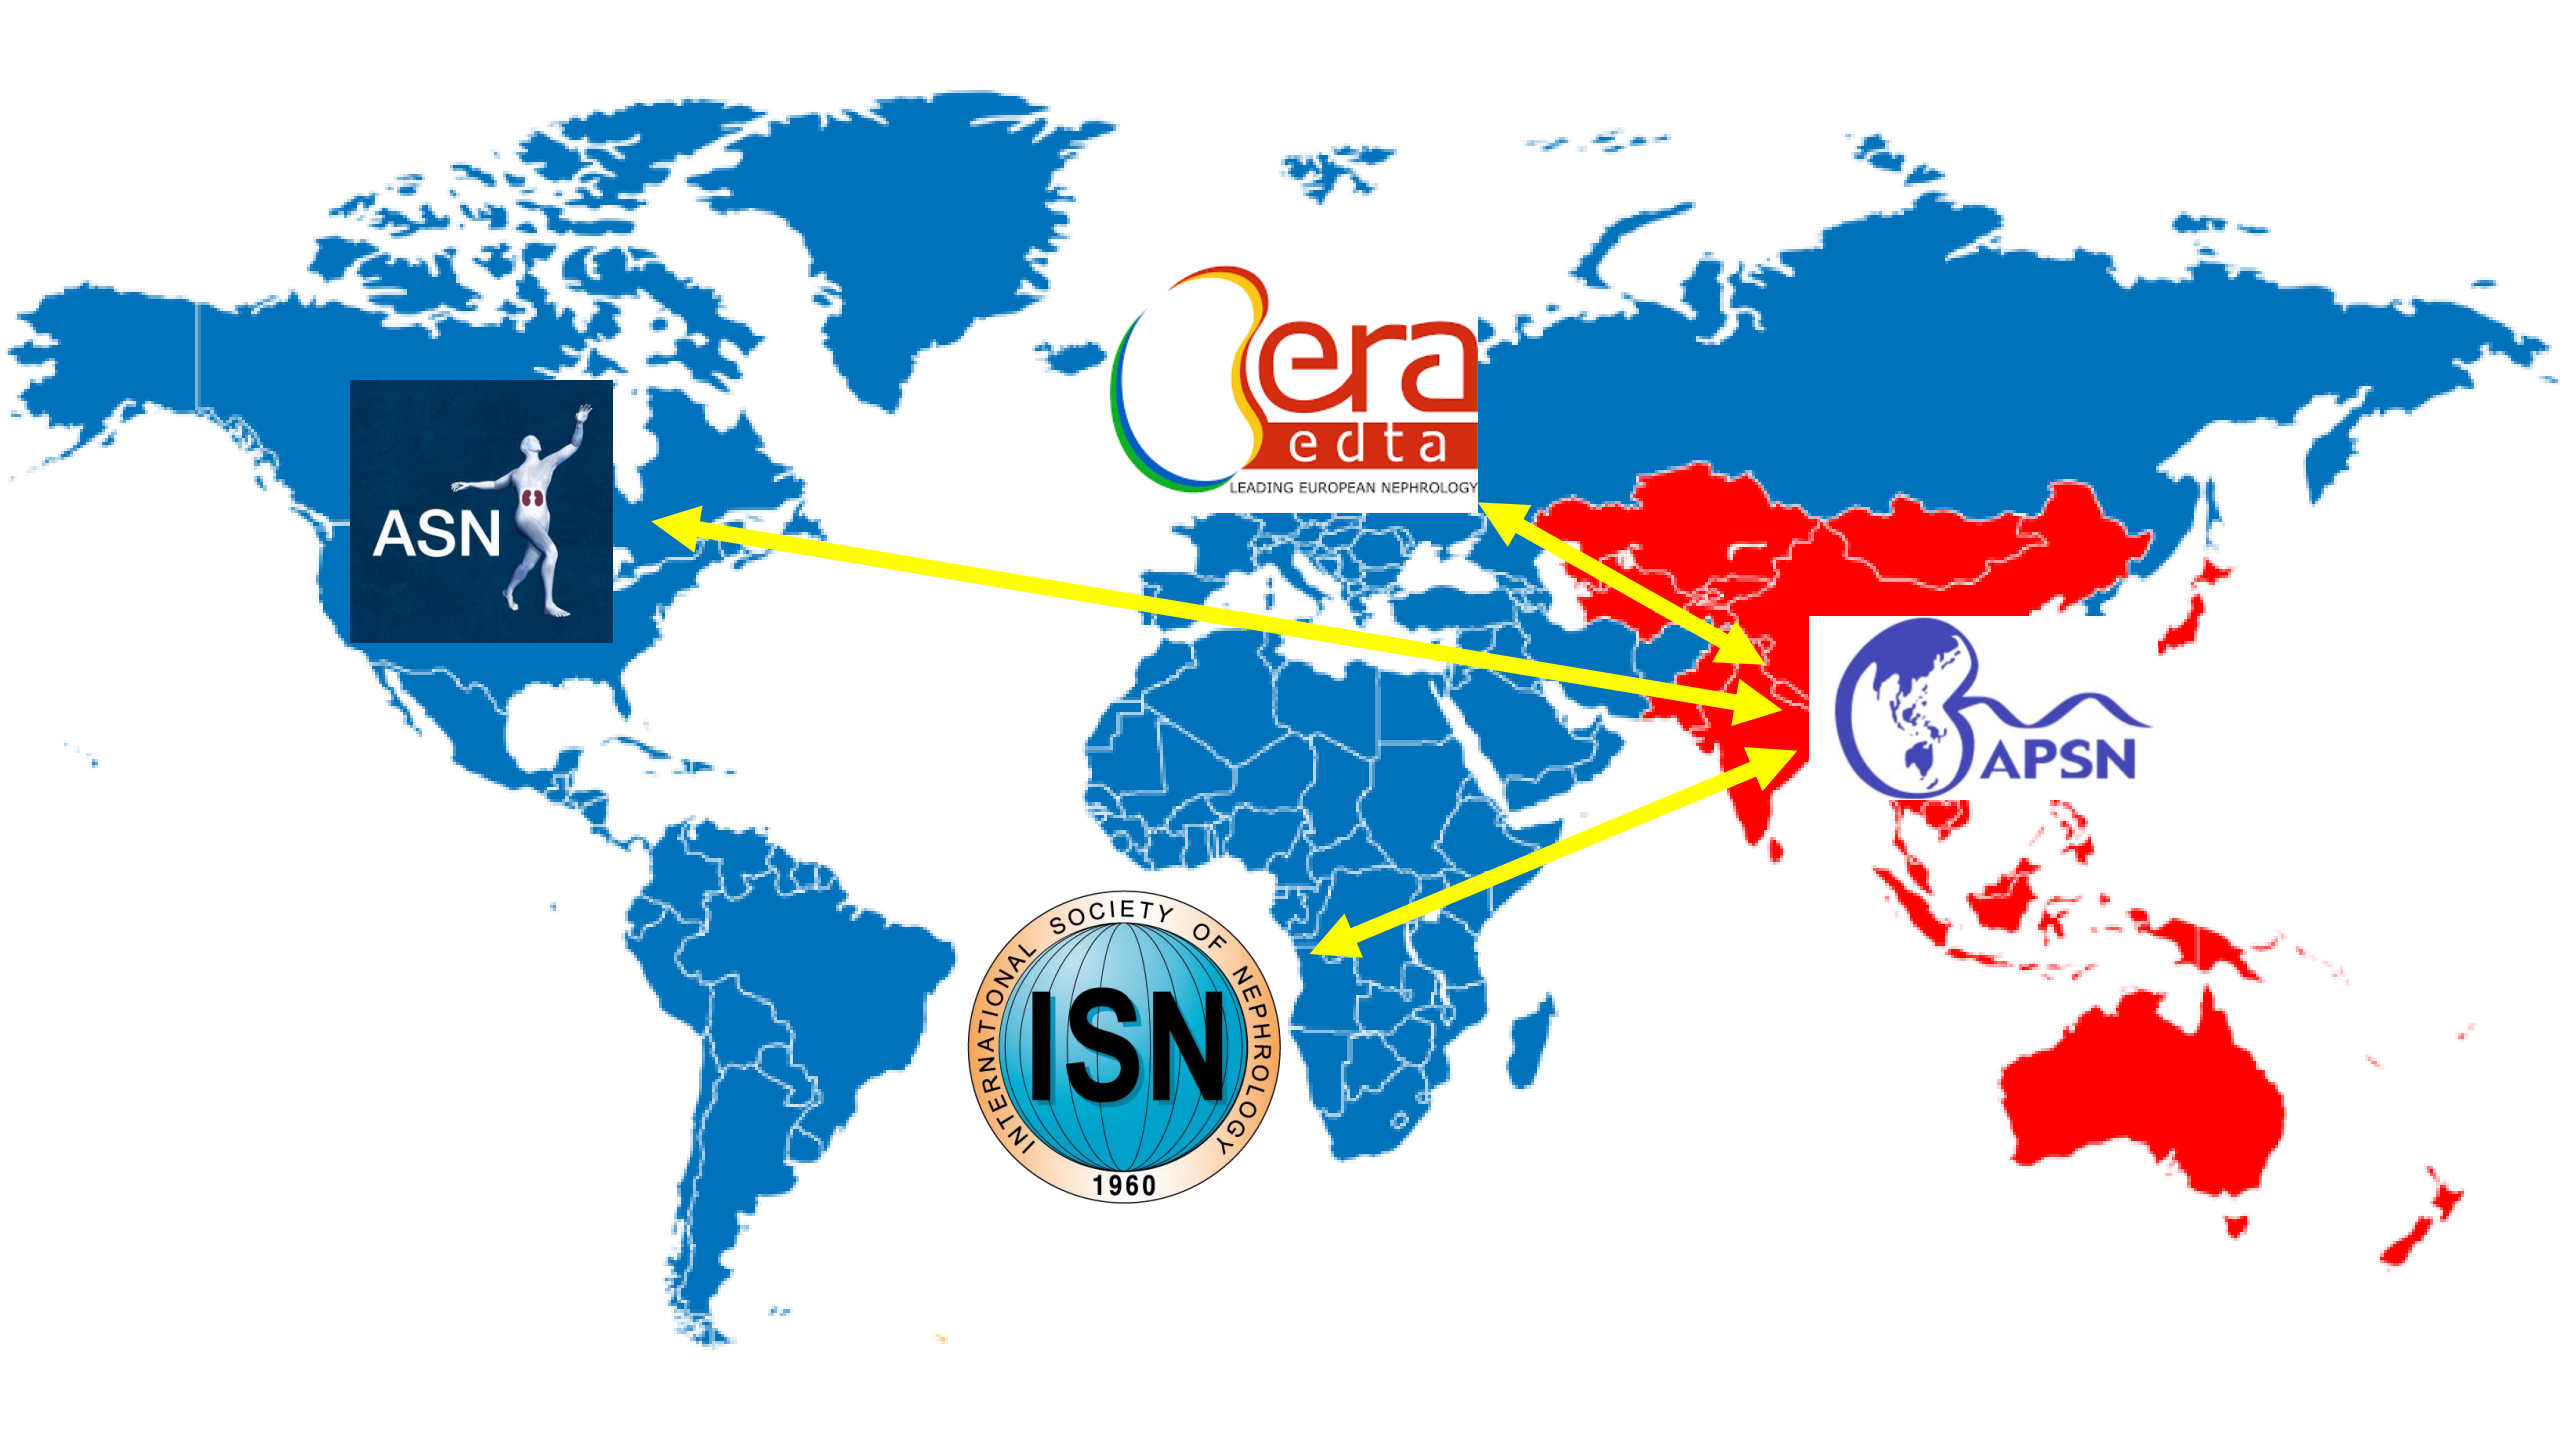 era
edta
LEADING EUROPEAN NEPHROLOGY
ASN
APSN
INTERNATIONAL SOCIETY OF NEPHROLOGY
ISN
1960